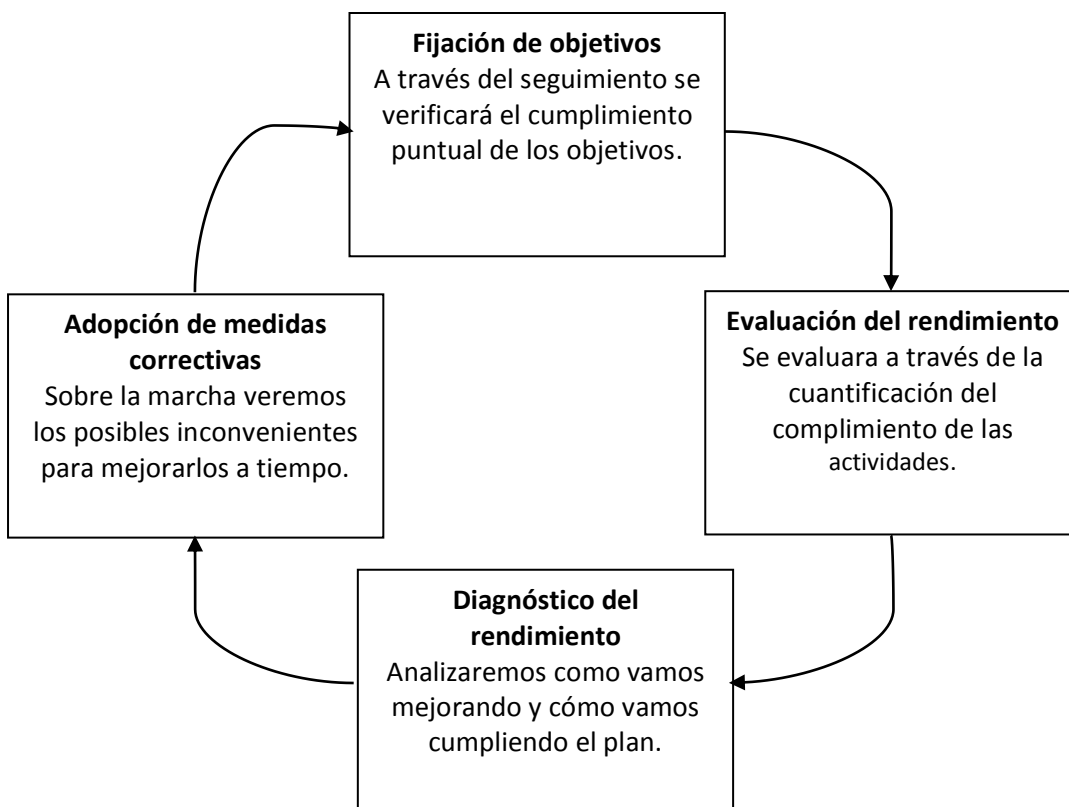 Fijación de objetivos
A través del seguimiento se
verificará el cumplimiento
puntual de los objetivos.
Evaluación del rendimiento
Se evaluara a través de la
cuantificación del
complimiento de las
actividades.
Diagnóstico del
rendimiento
Analizaremos como vamos
mejorando y cómo vamos
cumpliendo el plan.
Adopción de medidas
correctivas
Sobre la marcha veremos
los posibles inconvenientes
para mejorarlos a tiempo.